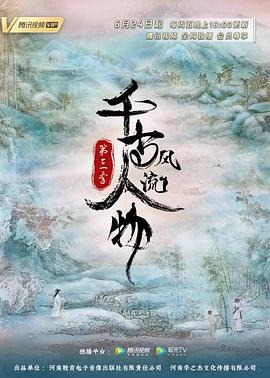 腾讯视频 VIP
6月24日起 每周五晚上18:00更新
腾讯视频 全网独播 会员尊享
千古风流人物
第三季
独播平台： 腾讯视频 极光TV
出品单位： 河南教育电子音像出版社有限责任公司 河南华之杰文化传播有限公司